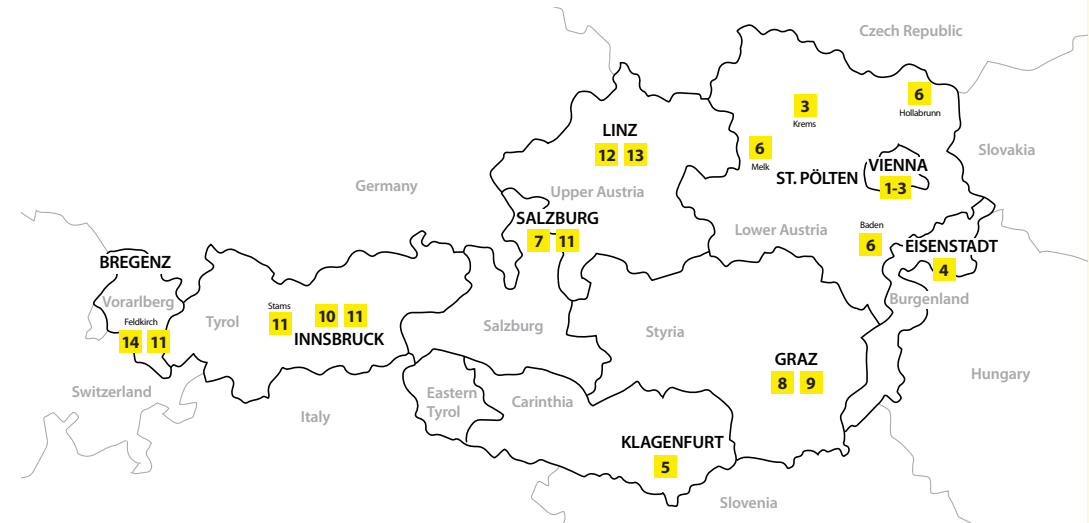 Czech Republic
3
Krems
6
Hollabrunn
LINZ
12 13
6
Melk
Slovakia
VIENNA
1-3
ST. PÖLTEN
Germany
Upper Austria
SALZBURG
7 11
Lower Austria
Baden
6
EISENSTADT
4
BREGENZ
Burgenland
Vorarlberg
Feldkirch
14 11
Tyrol
Stams
11
10 11
INNSBRUCK
Salzburg
Styria
GRAZ
8 9
Hungary
Switzerland
Italy
Eastern
Tyrol
Carinthia
KLAGENFURT
5
Slovenia